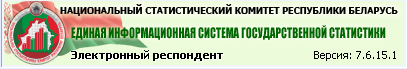 НАЦИОНАЛЬНЫЙ СТАТИСТИЧЕСКИЙ КОМИТЕТ РЕСПУБЛИКИ БЕЛАРУСЬ
ЕДИНАЯ ИНФОРМАЦИОННАЯ СИСТЕМА ГОСУДАРСТВЕННОЙ СТАТИСТИКИ
Электронный респондент Версия: 7.6.15.1